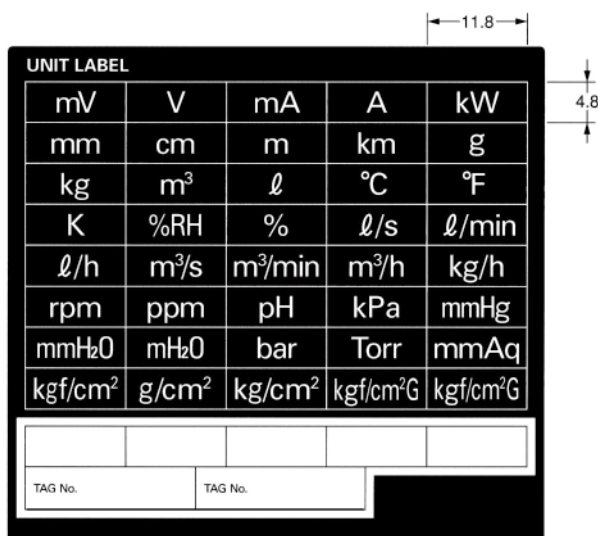 11.8
UNIT LABEL
4.8
mV V mA A kW
mm cm m km g
kg m³ ℓ °C °F
K %RH % ℓ/s ℓ/min
ℓ/h m³/s m³/min m³/h kg/h
rpm ppm pH kPa mmHg
mmH₂O mH₂O bar Torr mmAq
kgf/cm² g/cm² kg/cm² kgf/cm²G kgf/cm²G
TAG No. TAG No.